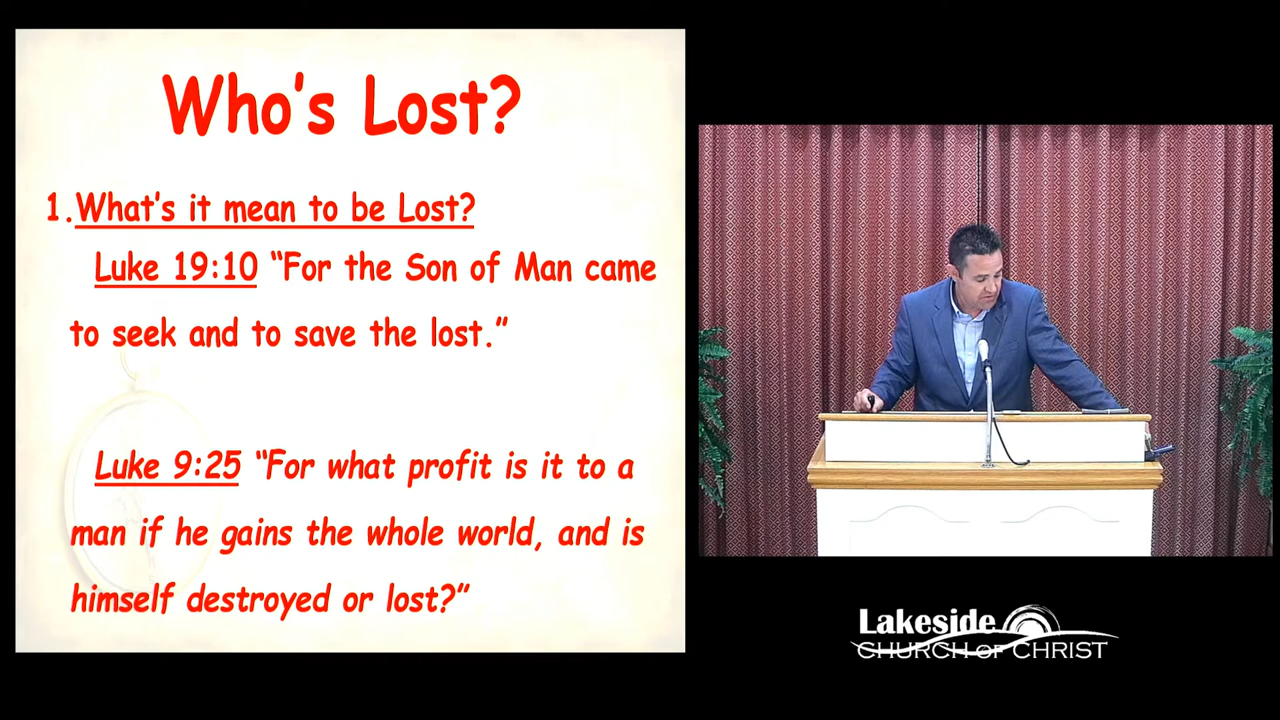 Who's Lost?
1. What's it mean to be Lost?
Luke 19:10 “For the Son of Man came
to seek and to save the lost.”
Luke 9:25 “For what profit is it to a
man if he gains the whole world, and is
himself destroyed or lost?”
Lakeside
CHURCH OF CHRIST